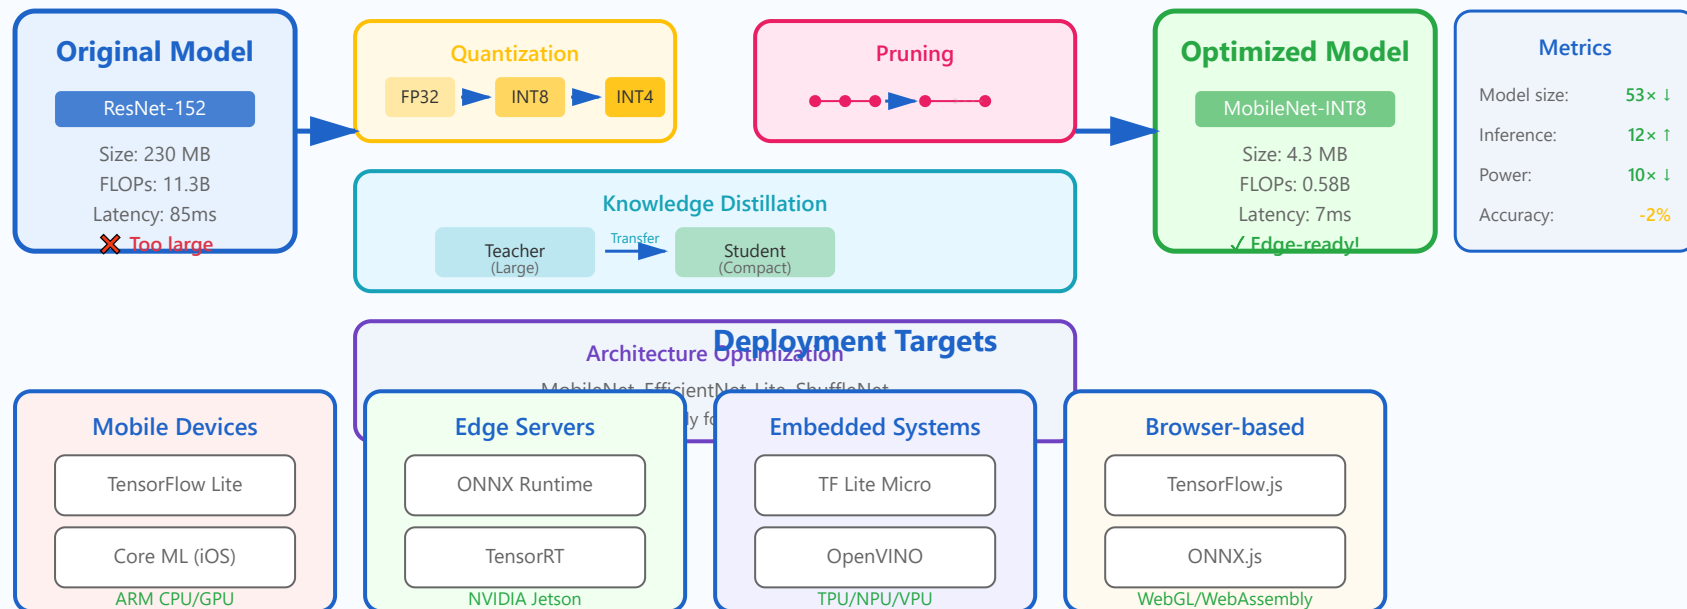 Original Model
ResNet-152
Size: 230 MB
FLOPs: 11.3B
Latency: 85ms
❌ Too large
Quantization
FP32
INT8
INT4
Pruning
Knowledge Distillation
Teacher
(Large)
Transfer
Student
(Compact)
Optimized Model
MobileNet-INT8
Size: 4.3 MB
FLOPs: 0.58B
Latency: 7ms
✓ Edge-ready!
Metrics
Model size: 53× ↓
Inference: 12× ↑
Power: 10× ↓
Accuracy: -2%
Deployment Targets
Architecture Optimization
MobileNet, EfficientNet-Lite, ShuffleNet
Mobile Devices
TensorFlow Lite
Core ML (iOS)
ARM CPU/GPU
Edge Servers
ONNX Runtime
TensorRT
NVIDIA Jetson
Embedded Systems
TF Lite Micro
OpenVINO
TPU/NPU/VPU
Browser-based
TensorFlow.js
ONNX.js
WebGL/WebAssembly